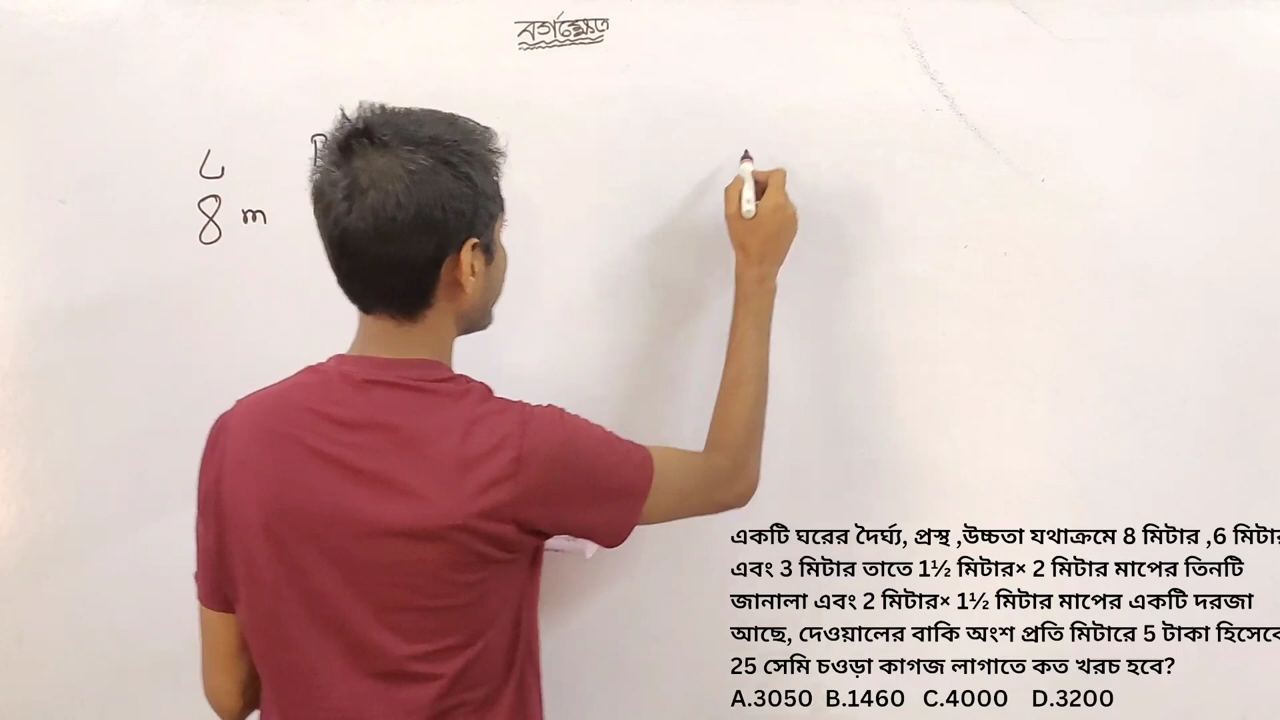 বর্গক্ষেত্র
L
8 m
একটি ঘরের দৈর্ঘ্য, প্রস্থ ,উচ্চতা যথাক্রমে 8 মিটার ,6 মিটার
এবং 3 মিটার তাতে 1½ মিটার× 2 মিটার মাপের তিনটি
জানালা এবং 2 মিটার× 1½ মিটার মাপের একটি দরজা
আছে, দেওয়ালের বাকি অংশ প্রতি মিটারে 5 টাকা হিসেবে
25 সেমি চওড়া কাগজ লাগাতে কত খরচ হবে?
A.3050 B.1460 C.4000 D.3200